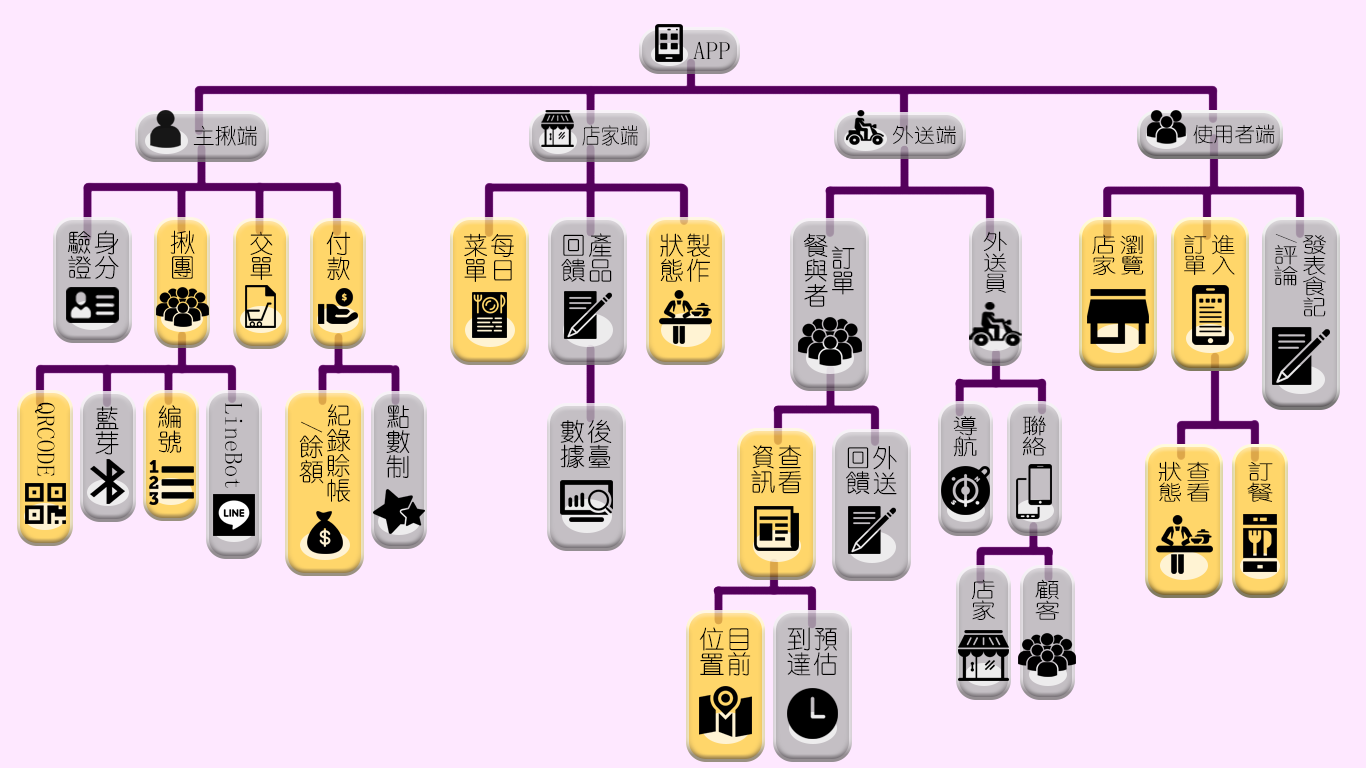 APP
主揪端
店家端
外送端
使用者端
身分
驗證
揪
團
交
單
付
款
每日
菜單
產品
回饋
製作
狀態
訂單
餐與者
外送員
瀏覽
店家
進入
訂單
發表食記
/評論
QRCODE
藍芽
編號
LineBot
LINE
紀錄賒帳
/餘額
點數制
後臺
數據
查看
資訊
外送
回饋
導航
聯絡
查看
狀態
訂餐
店家
顧客
目前
位置
預估
到達
1
2
3